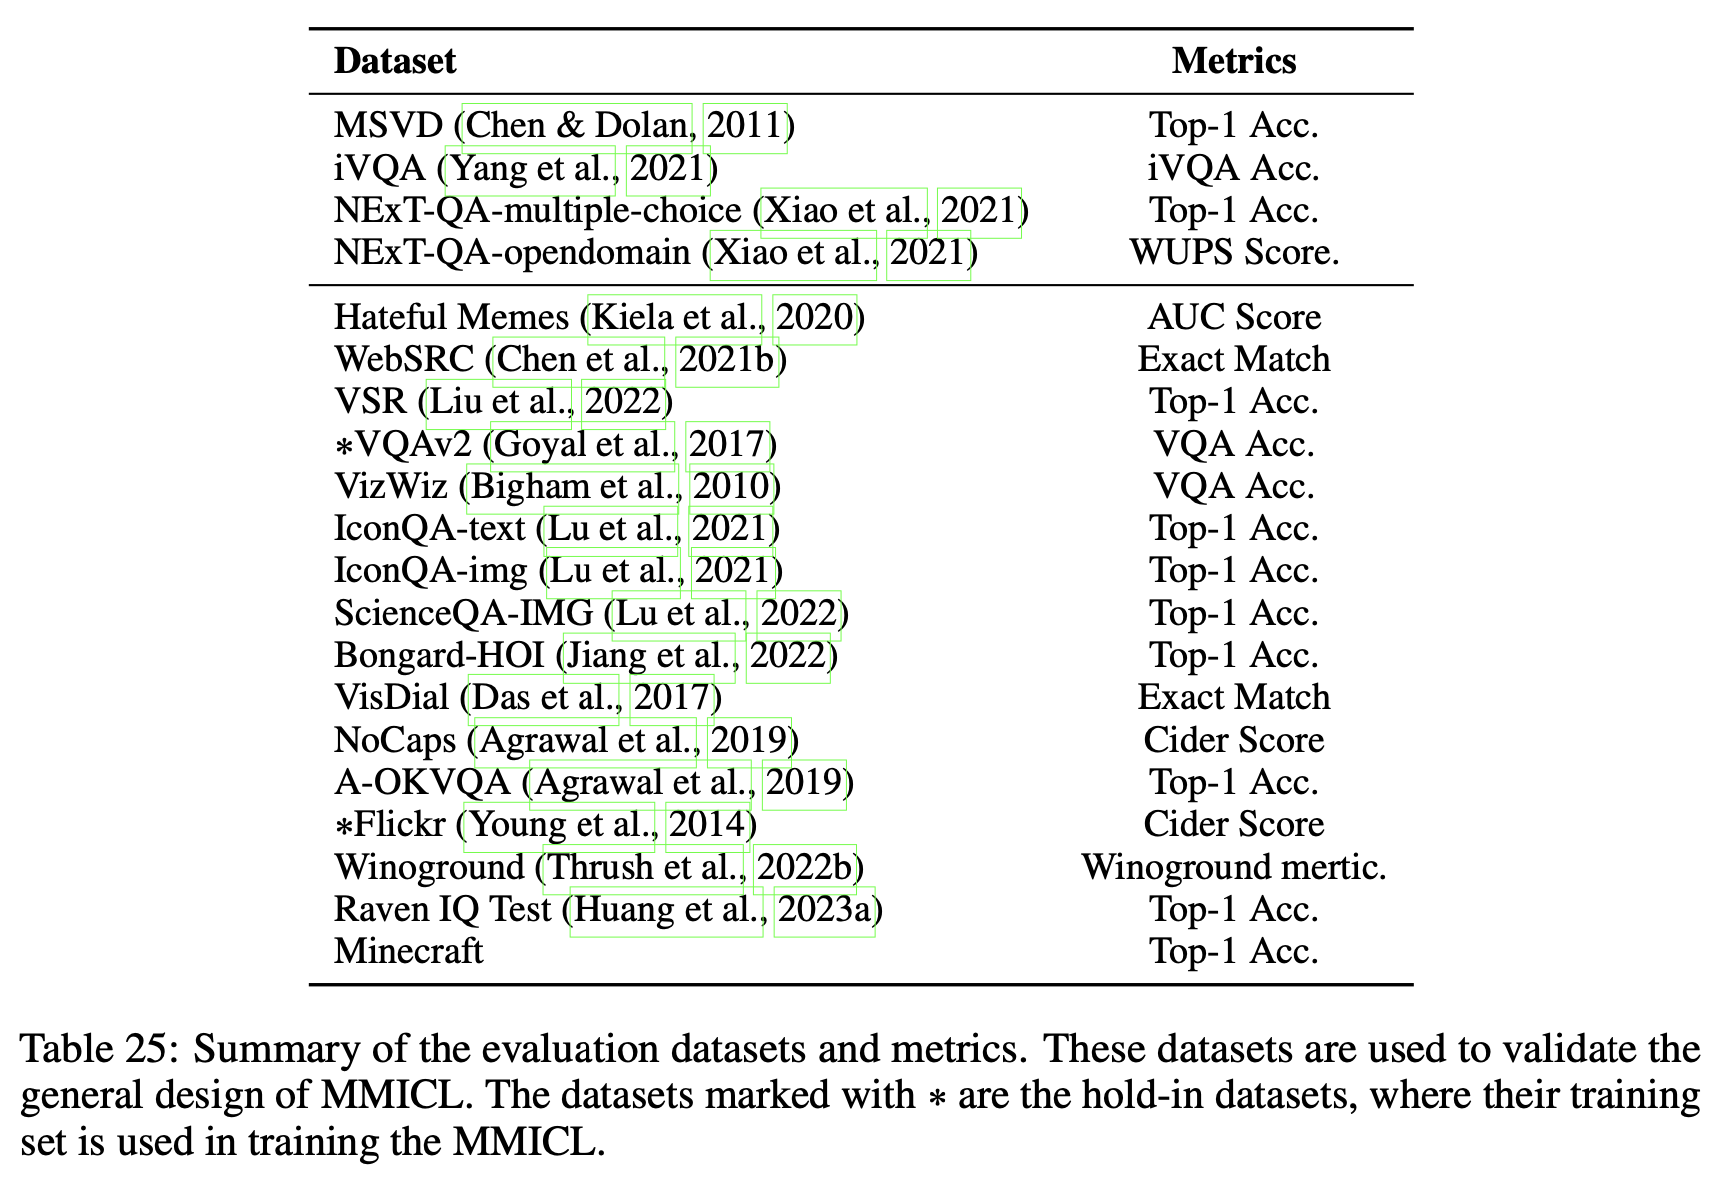 Dataset Metrics
MSVD (Chen & Dolan, 2011) Top-1 Acc.
iVQA (Yang et al., 2021) iVQA Acc.
NExT-QA-multiple-choice (Xiao et al., 2021) Top-1 Acc.
NExT-QA-opendomain (Xiao et al., 2021) WUPS Score.
Hateful Memes (Kiela et al., 2020) AUC Score
WebSRC (Chen et al., 2021b) Exact Match
VSR (Liu et al., 2022) Top-1 Acc.
∗VQAv2 (Goyal et al., 2017) VQA Acc.
VizWiz (Bigham et al., 2010) VQA Acc.
IconQA-text (Lu et al., 2021) Top-1 Acc.
IconQA-img (Lu et al., 2021) Top-1 Acc.
ScienceQA-IMG (Lu et al., 2022) Top-1 Acc.
Bongard-HOI (Jiang et al., 2022) Top-1 Acc.
VisDial (Das et al., 2017) Exact Match
NoCaps (Agrawal et al., 2019) Cider Score
A-OKVQA (Agrawal et al., 2019) Top-1 Acc.
∗Flickr (Young et al., 2014) Cider Score
Winoground (Thrush et al., 2022b) Winoground mertic.
Raven IQ Test (Huang et al., 2023a) Top-1 Acc.
Minecraft Top-1 Acc.
Table 25: Summary of the evaluation datasets and metrics. These datasets are used to validate the
general design of MMICL. The datasets marked with ∗ are the hold-in datasets, where their training
set is used in training the MMICL.